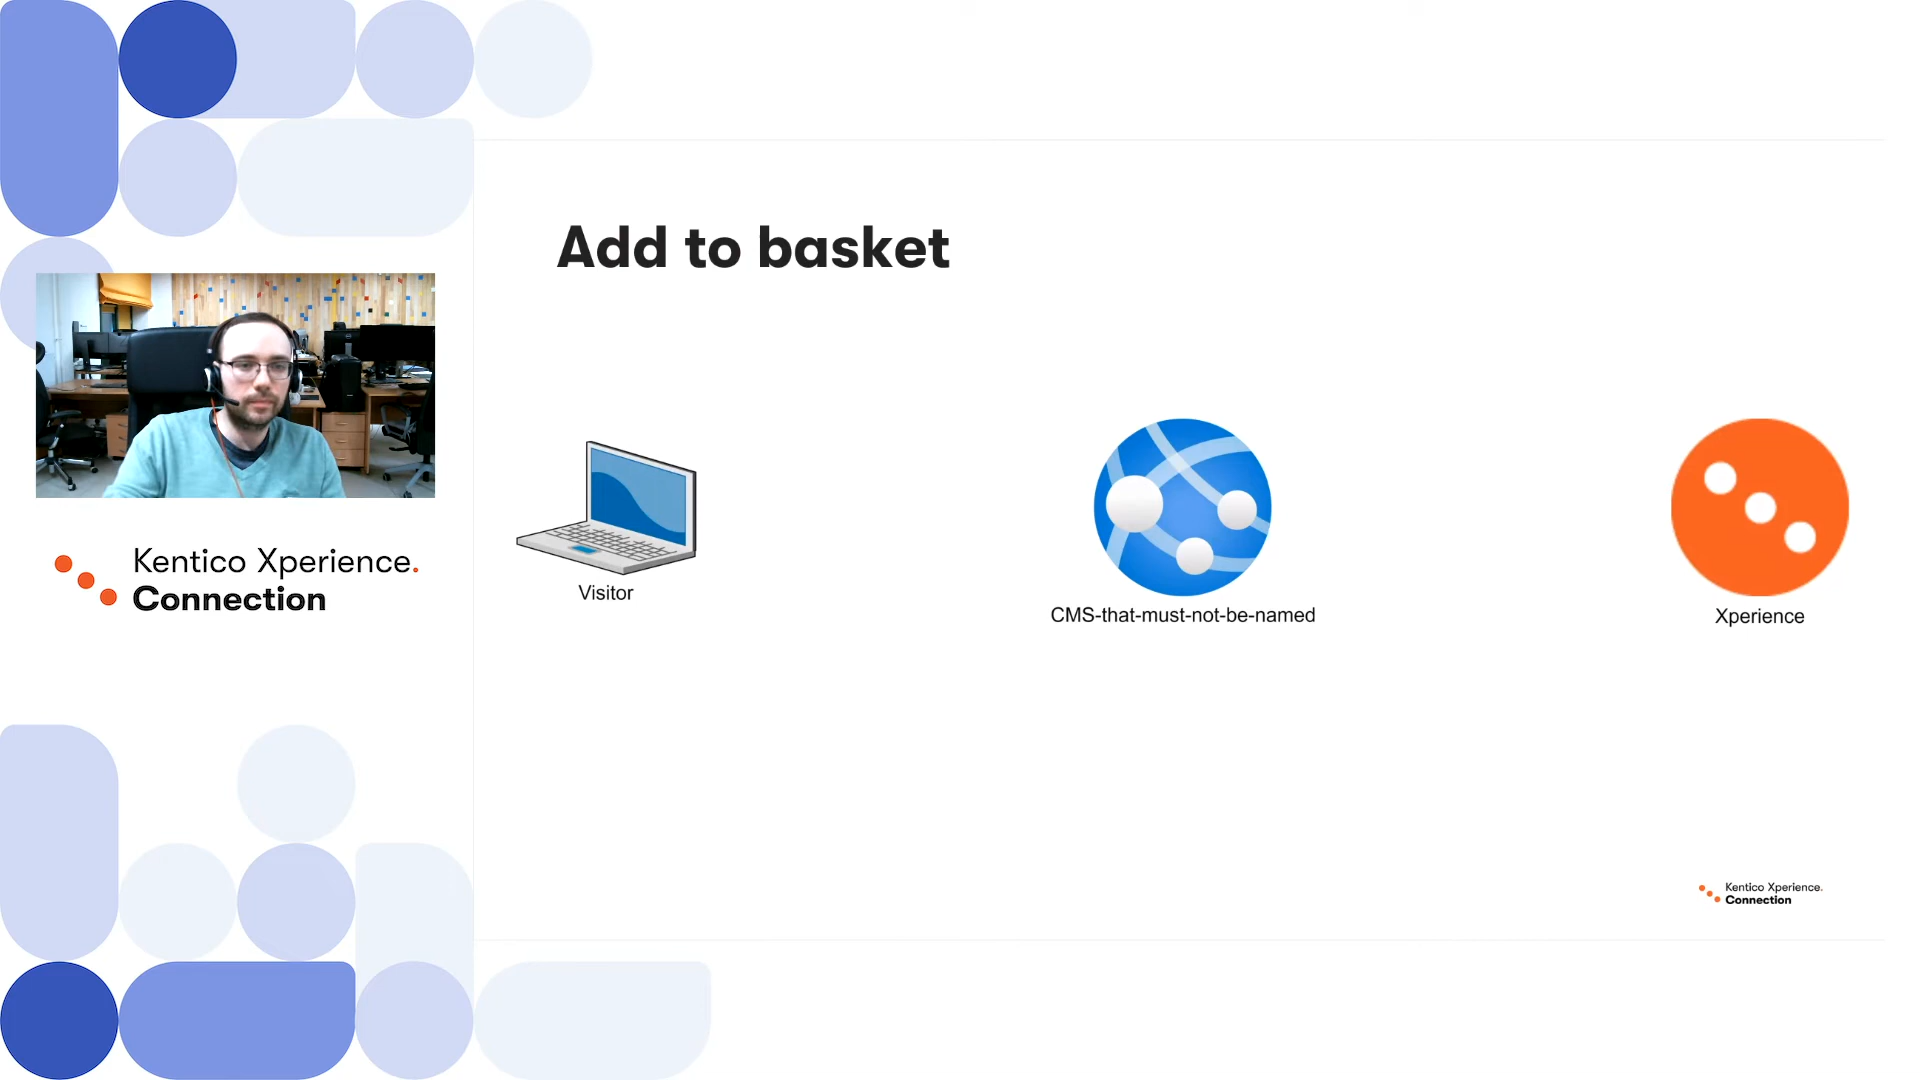 Add to basket
Kentico Xperience.
Connection
Visitor
CMS-that-must-not-be-named
Xperience
Kentico Xperience.
Connection